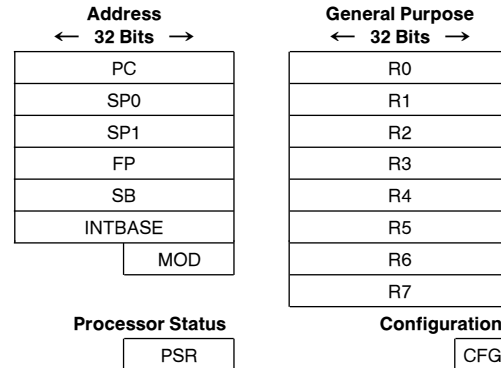 Address
← 32 Bits →
PC
SP0
SP1
FP
SB
INTBASE
MOD
General Purpose
← 32 Bits →
R0
R1
R2
R3
R4
R5
R6
R7
Processor Status
PSR
Configuration
CFG